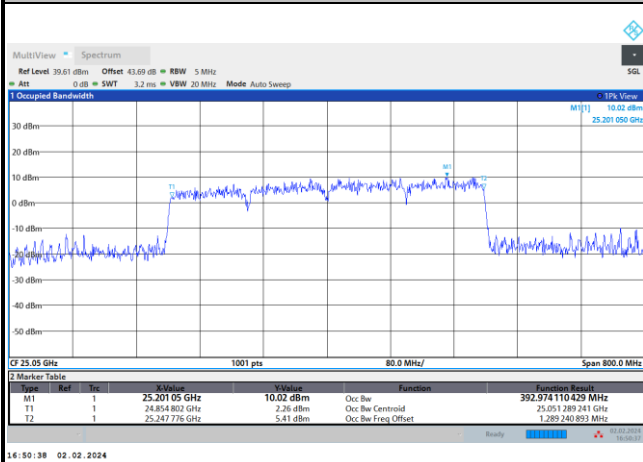 MultiView Spectrum
Ref Level 39.61 dBm Offset 43.69 dB RBW 5 MHz
SGL
Att 0 dB SWT 3.2 ms VBW 20 MHz Mode Auto Sweep
1 Occupied Bandwidth 1Pk View
M1[1] 10.02 dBm
25.201 050 GHz
30 dBm
20 dBm
10 dBm
M1
T1
T2
0 dBm
-10 dBm
-20 dBm
-30 dBm
-40 dBm
-50 dBm
CF 25.05 GHz 1001 pts 80.0 MHz/ Span 800.0 MHz
2 Marker Table
Type Ref Trc X-Value Y-Value Function Function Result
M1 1 25.201 05 GHz 10.02 dBm Occ Bw 392.974 110 429 MHz
T1 1 24.854 802 GHz 2.26 dBm Occ Bw Centroid 25.051 289 241 GHz
T2 1 25.247 776 GHz 5.41 dBm Occ Bw Freq Offset 1.289 240 893 MHz
Ready 02.02.2024
16:50:37
16:50:38 02.02.2024